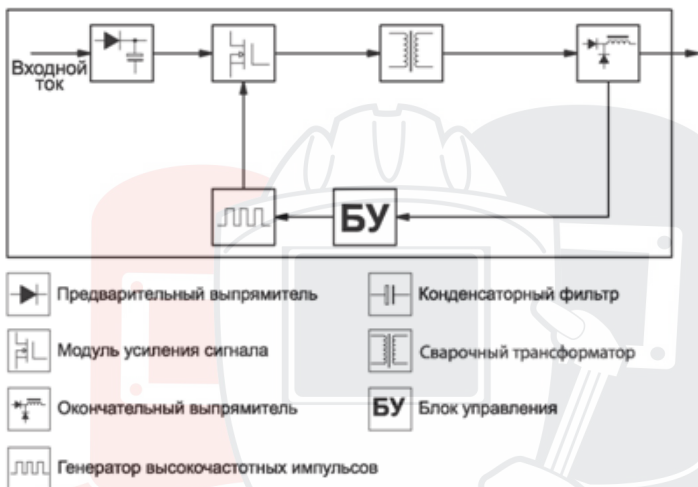 Входной
ток
БУ
Предварительный выпрямитель
Конденсаторный фильтр
Модуль усиления сигнала
Сварочный трансформатор
Окончательный выпрямитель
БУ Блок управления
Генератор высокочастотных импульсов